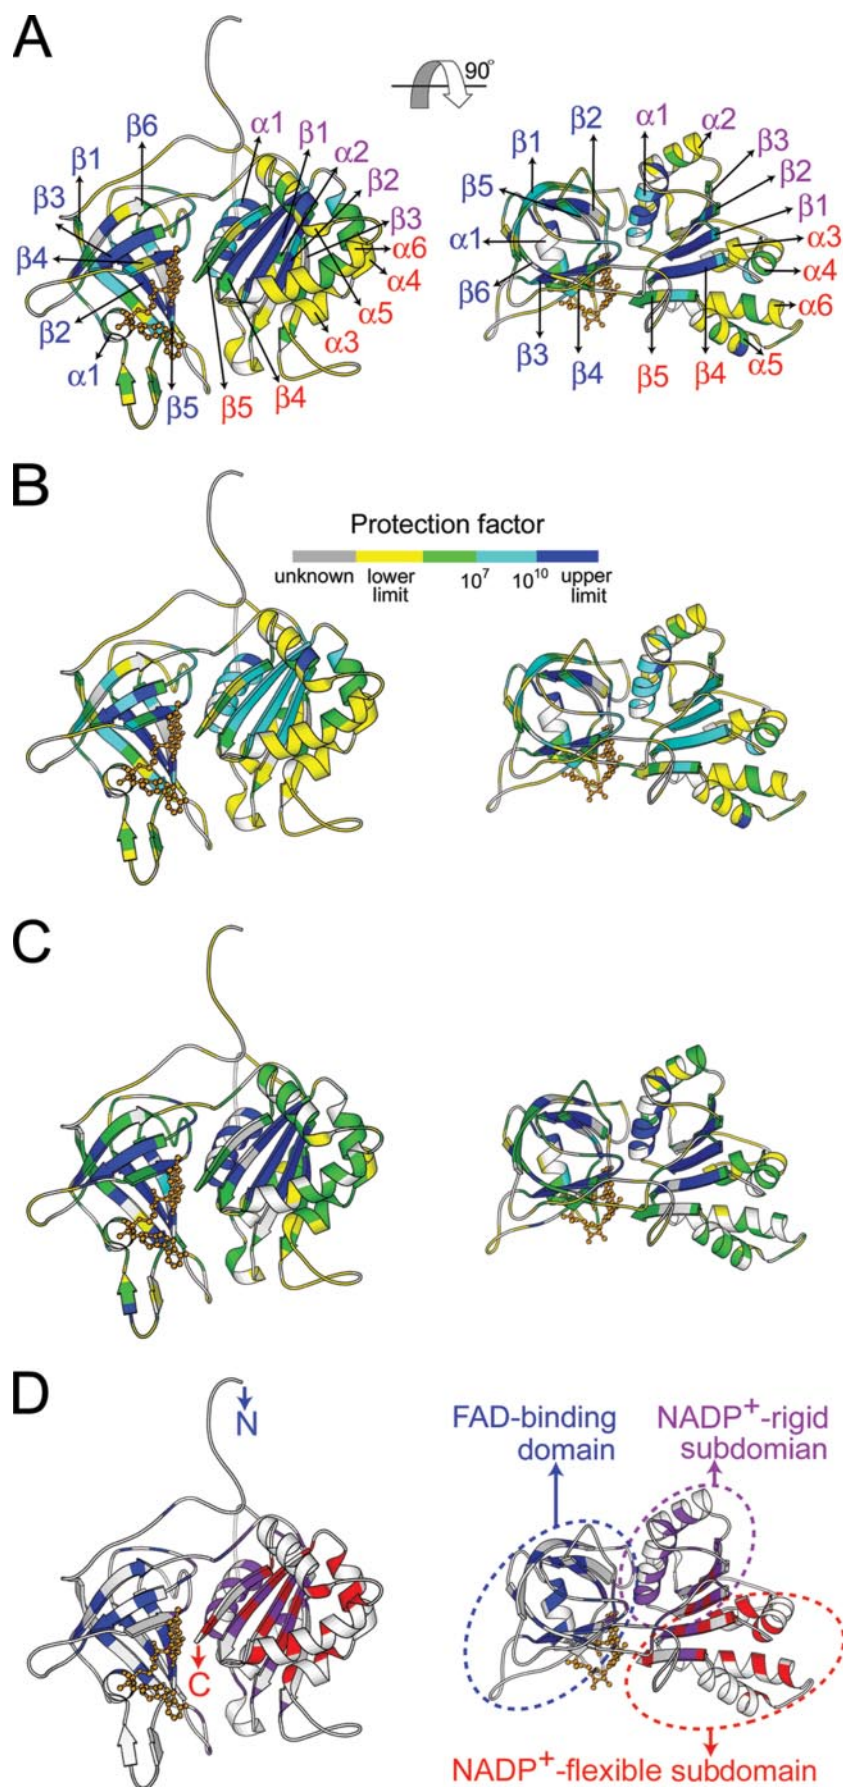 A
90°
β6
α1
β1
α2
β2
β3
α6
α4
α5
α3
β4
β5
β5
α1
β2
β4
β3
β1
β2
α1
α2
β1
β3
β5
β2
α1
β1
α3
β6
α4
α6
β3
β4
β5
β4
α5
B
Protection factor
unknown
lower limit
10⁷
10¹⁰
upper limit
C
D
N
C
FAD-binding
domain
NADP⁺-rigid
subdomian
NADP⁺-flexible subdomain